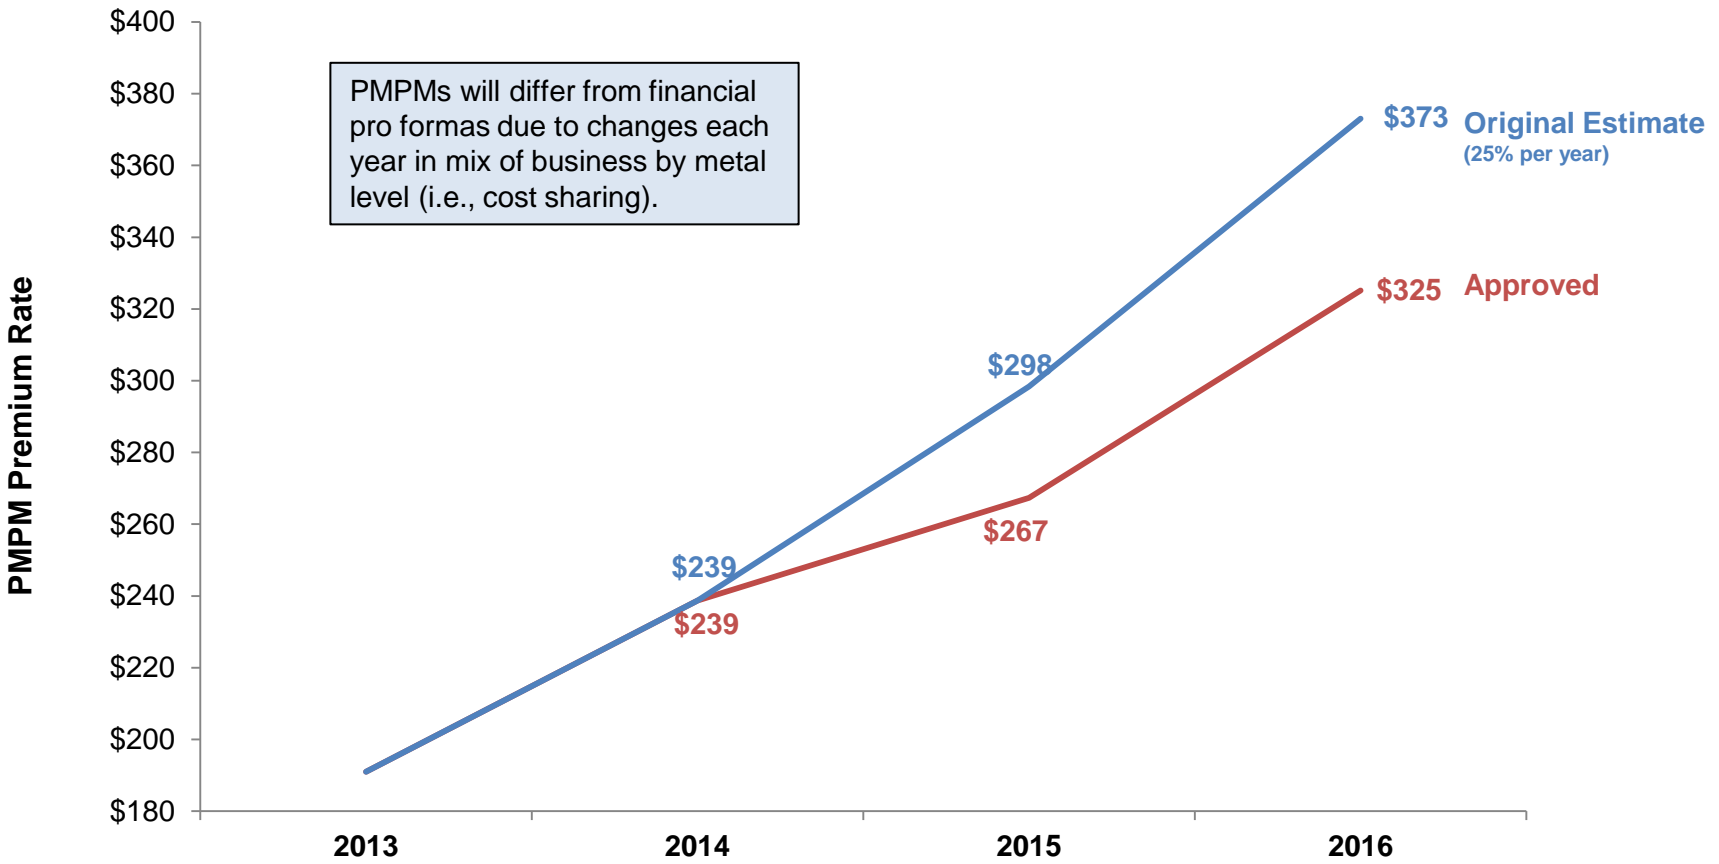 $400
$380
$360
$340
$320
$300
$280
$260
$240
$220
$200
$180
PMPM Premium Rate
PMPMs will differ from financial
pro formas due to changes each
year in mix of business by metal
level (i.e., cost sharing).
$373
Original Estimate
(25% per year)
$325
Approved
$298
$267
$239
$239
2013
2014
2015
2016